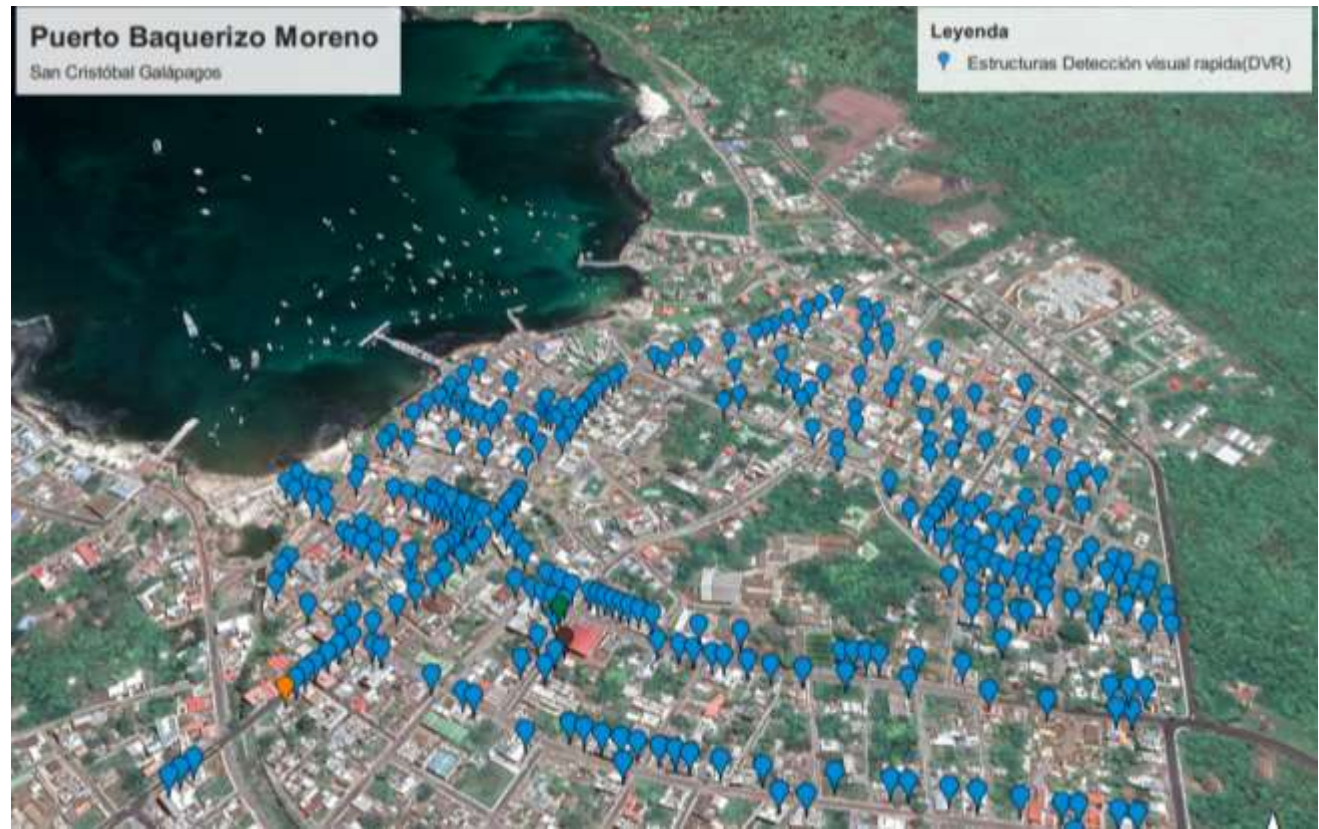 Puerto Baquerizo Moreno
San Cristóbal Galápagos
Leyenda
Estructuras Detección visual rapida(DVR)